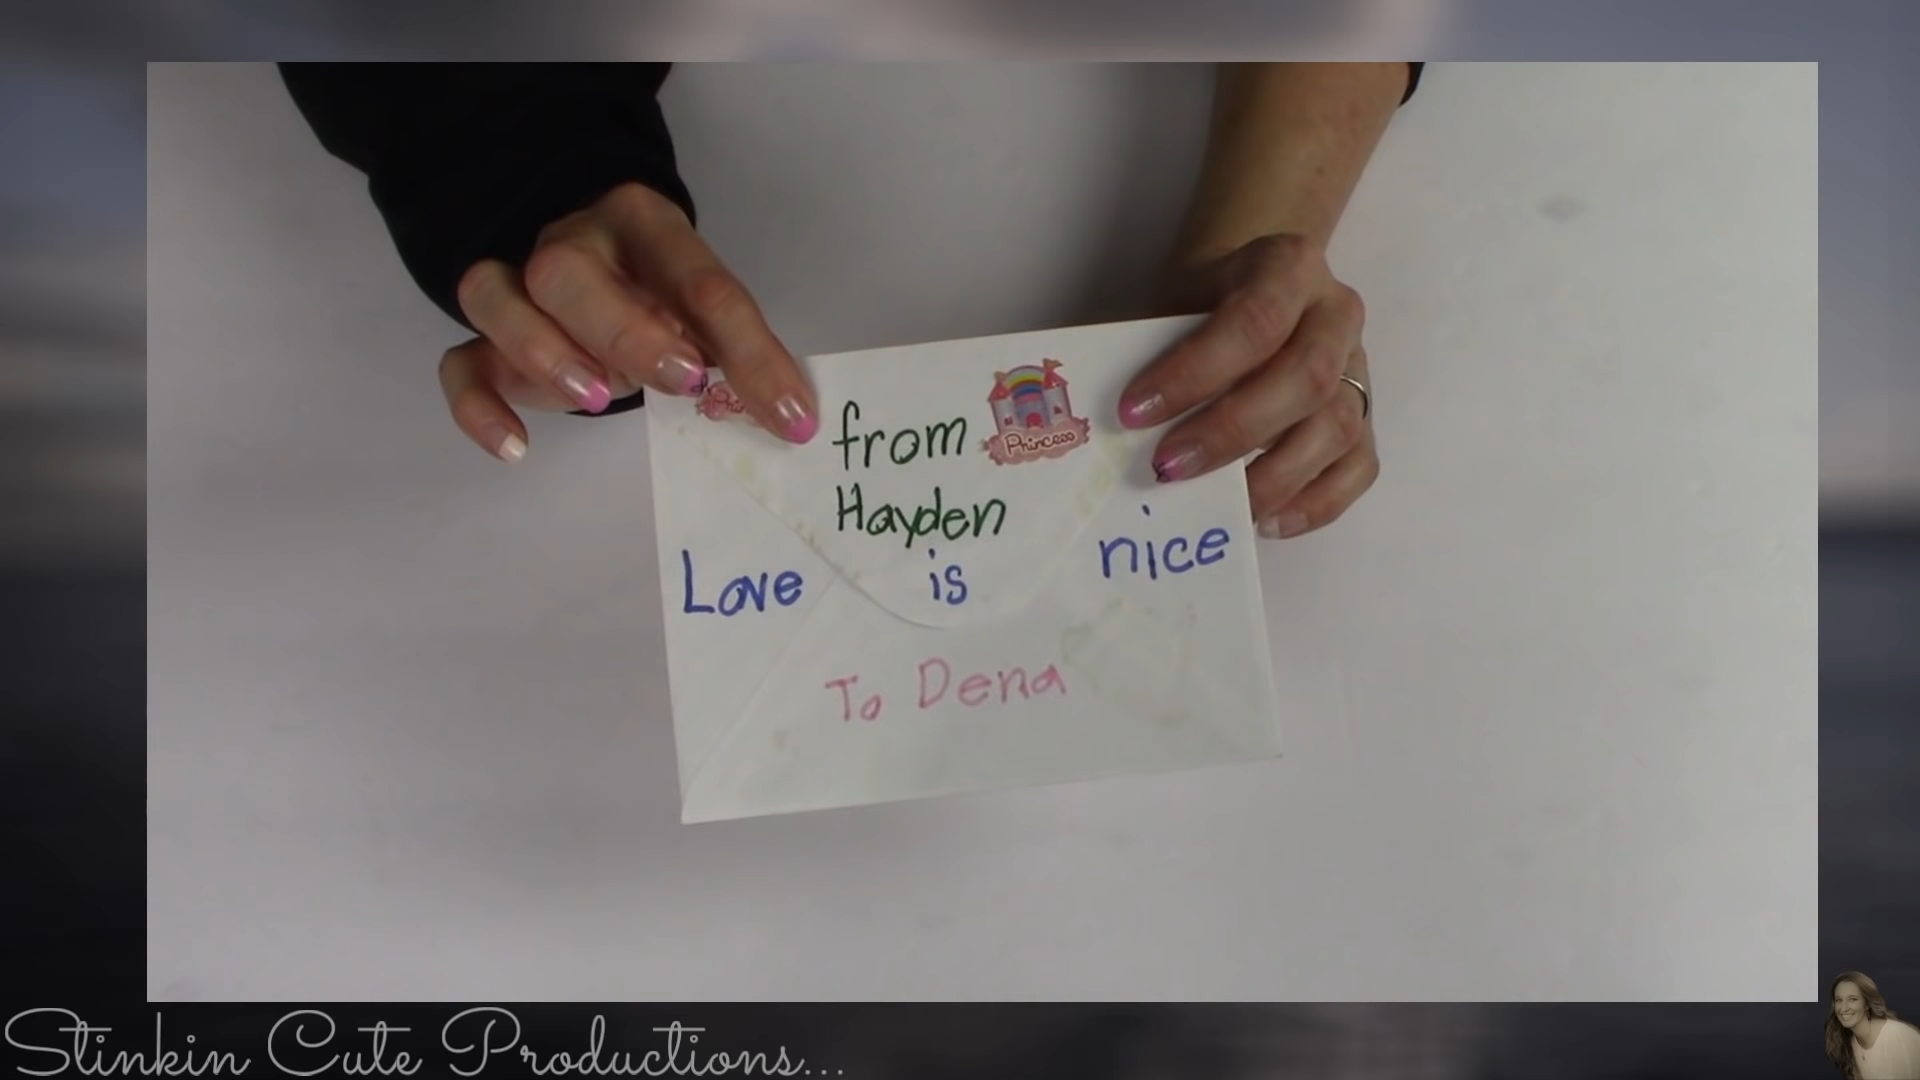 from
Princess
Hayden
Love is nice
To Dena
Stinkin Cute Productions...